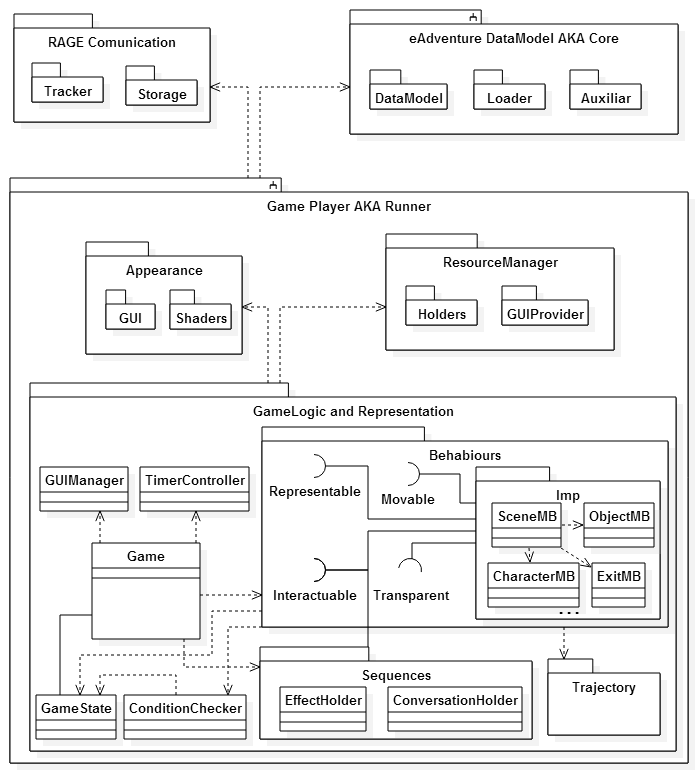 RAGE Comunication
Tracker
Storage
eAdventure DataModel AKA Core
DataModel
Loader
Auxiliar
Game Player AKA Runner
Appearance
GUI
Shaders
ResourceManager
Holders
GUIProvider
GameLogic and Representation
GUIManager
TimerController
Game
Behabiours
Representable
Movable
Interactuable
Transparent
Imp
SceneMB
ObjectMB
CharacterMB
ExitMB
...
GameState
ConditionChecker
Sequences
EffectHolder
ConversationHolder
Trajectory